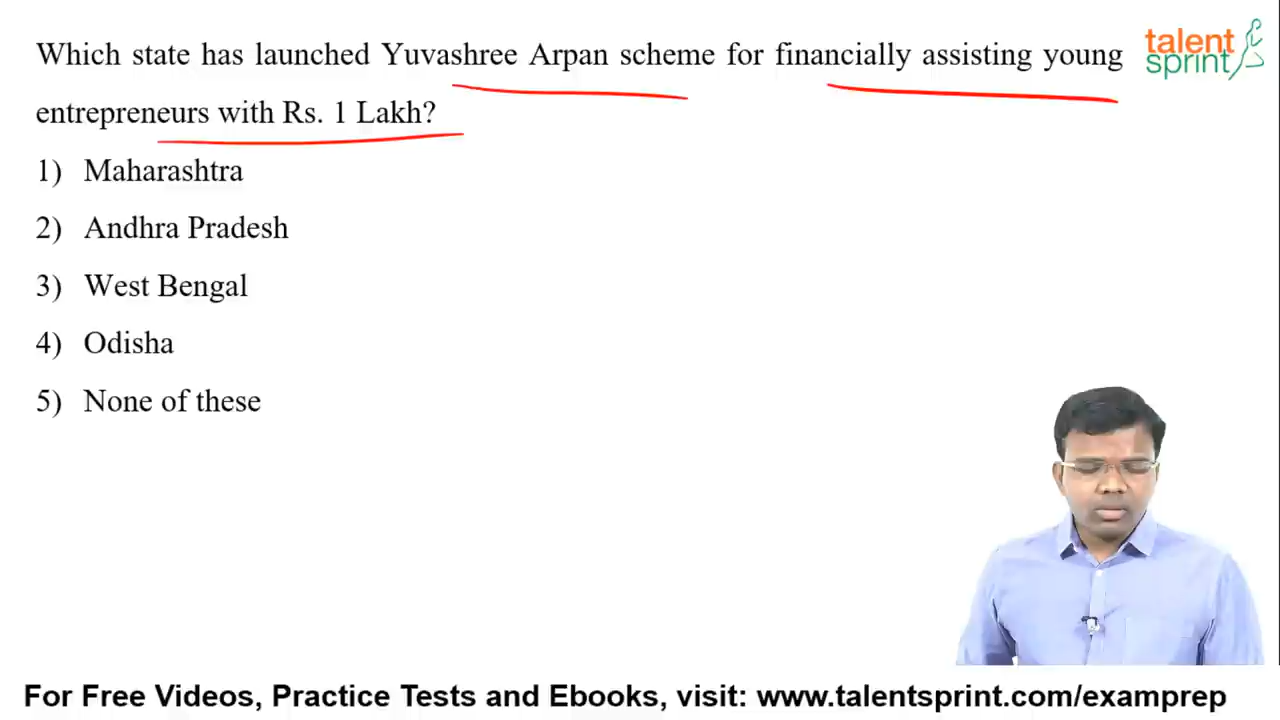 Which state has launched Yuvashree Arpan scheme for financially assisting young
entrepreneurs with Rs. 1 Lakh?
1) Maharashtra
2) Andhra Pradesh
3) West Bengal
4) Odisha
5) None of these
talent
sprint
For Free Videos, Practice Tests and Ebooks, visit: www.talentsprint.com/examprep